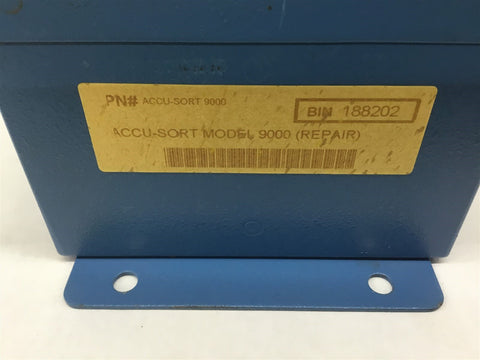 PN# ACCU-SORT 9000
BIN 188202
ACCU-SORT MODEL 9000 (REPAIR)